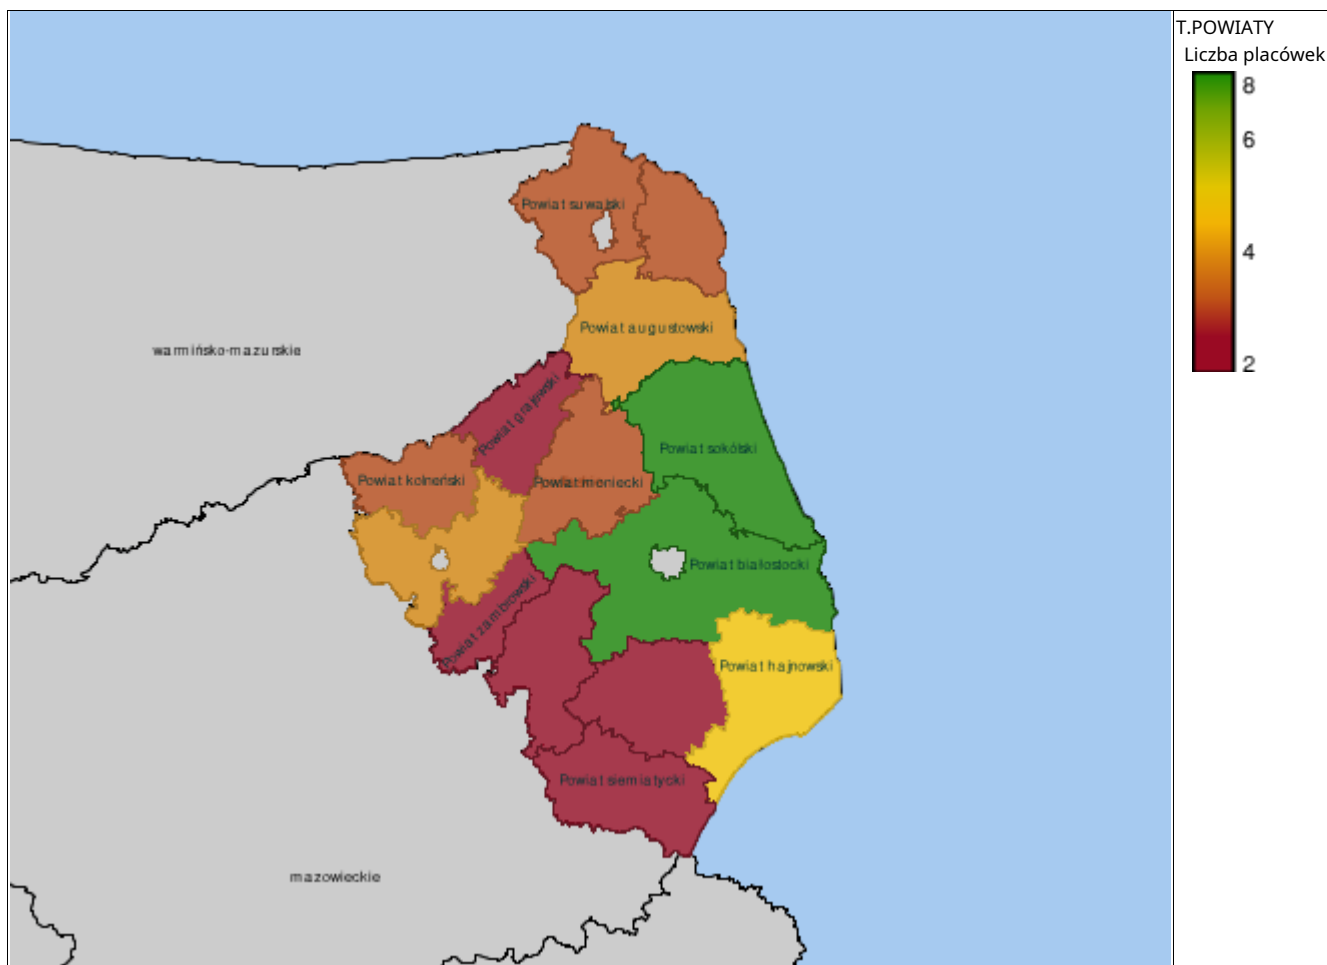 T.POWIATY
Liczba placówek
8
6
4
2
Powiat suwalski
Powiat augustowski
warmińsko-mazurskie
Powiat grajewski
Powiat sokólski
Powiat kolneński
Powiat moniecki
Powiat białostocki
Powiat zambrowski
Powiat hajnowski
Powiat siemiatycki
mazowieckie